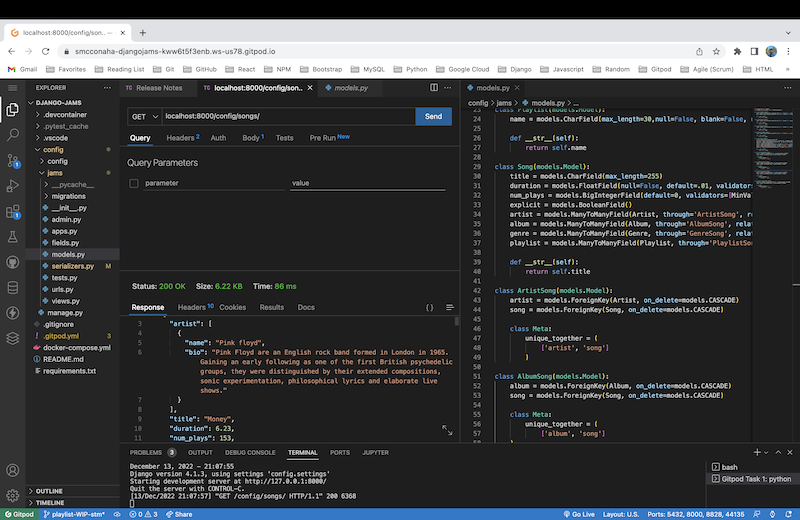 localhost:8000/config/song.. —
smcconaha-djangojams-kww6t5f3enb.ws-us78.gitpod.io
Gmail Favorites Reading List Git GitHub React NPM Bootstrap MySQL Python Google Cloud Django Javascript Random Gitpod Agile (Scrum) HTML »
EXPLORER
DJANGO-JAMS
.devcontainer
.pytest_cache
.vscode
config
config
jams
__pycache__
migrations
__init__.py
admin.py
apps.py
fields.py
models.py
serializers.py M
tests.py
urls.py
views.py
manage.py
.gitignore
.gitpod.yml 3
docker-compose.yml
README.md
requirements.txt
OUTLINE
TIMELINE
1
1
Release Notes localhost:8000/config/son.. models.py
GET localhost:8000/config/songs/ Send
Query Headers 2 Auth Body 1 Tests Pre Run New
Query Parameters
parameter value
Status: 200 OK Size: 6.22 KB Time: 86 ms
Response Headers 10 Cookies Results Docs { }
3 "artist": [
4 {
5 "name": "Pink floyd",
6 "bio": "Pink Floyd are an English rock band formed in London in 1965.
Gaining an early following as one of the first British psychedelic
groups, they were distinguished by their extended compositions,
sonic experimentation, philosophical lyrics and elaborate live
shows."
7 }
8 ],
9 "title": "Money",
10 "duration": 6.23,
11 "num_plays": 153,
models.py
config > jams > models.py > ...
23 class Playlist(models.Model):
24 name = models.CharField(max_length=30,null=False, blank=False,
25
26 def __str__(self):
27 return self.name
28
29 class Song(models.Model):
30 title = models.CharField(max_length=255)
31 duration = models.FloatField(null=False, default=.01, validators
32 num_plays = models.BigIntegerField(default=0, validators=[MinVal
33 explicit = models.BooleanField()
34 artist = models.ManyToManyField(Artist, through='ArtistSong', r
35 album = models.ManyToManyField(Album, through='AlbumSong', relat
36 genre = models.ManyToManyField(Genre, through='GenreSong', relat
37 playlist = models.ManyToManyField(Playlist, through='PlaylistSon
38
39 def __str__(self):
40 return self.title
41
42 class ArtistSong(models.Model):
43 artist = models.ForeignKey(Artist, on_delete=models.CASCADE)
44 song = models.ForeignKey(Song, on_delete=models.CASCADE)
45
46 class Meta:
47 unique_together = (
48 ['artist', 'song']
49 )
50
51 class AlbumSong(models.Model):
52 album = models.ForeignKey(Album, on_delete=models.CASCADE)
53 song = models.ForeignKey(Song, on_delete=models.CASCADE)
54
55 class Meta:
56 unique_together = (
57 ['album', 'song']
PROBLEMS 3 OUTPUT DEBUG CONSOLE TERMINAL PORTS JUPYTER
December 13, 2022 - 21:07:55
Django version 4.1.3, using settings 'config.settings'
Starting development server at http://127.0.0.1:8000/
Quit the server with CONTROL-C.
[13/Dec/2022 21:07:57] "GET /config/songs/ HTTP/1.1" 200 6368
bash
Gitpod Task 1: python
Gitpod playlist-WIP-stm* 0 3 Share Go Live Layout: U.S. Ports: 5432, 8000, 8828, 44135